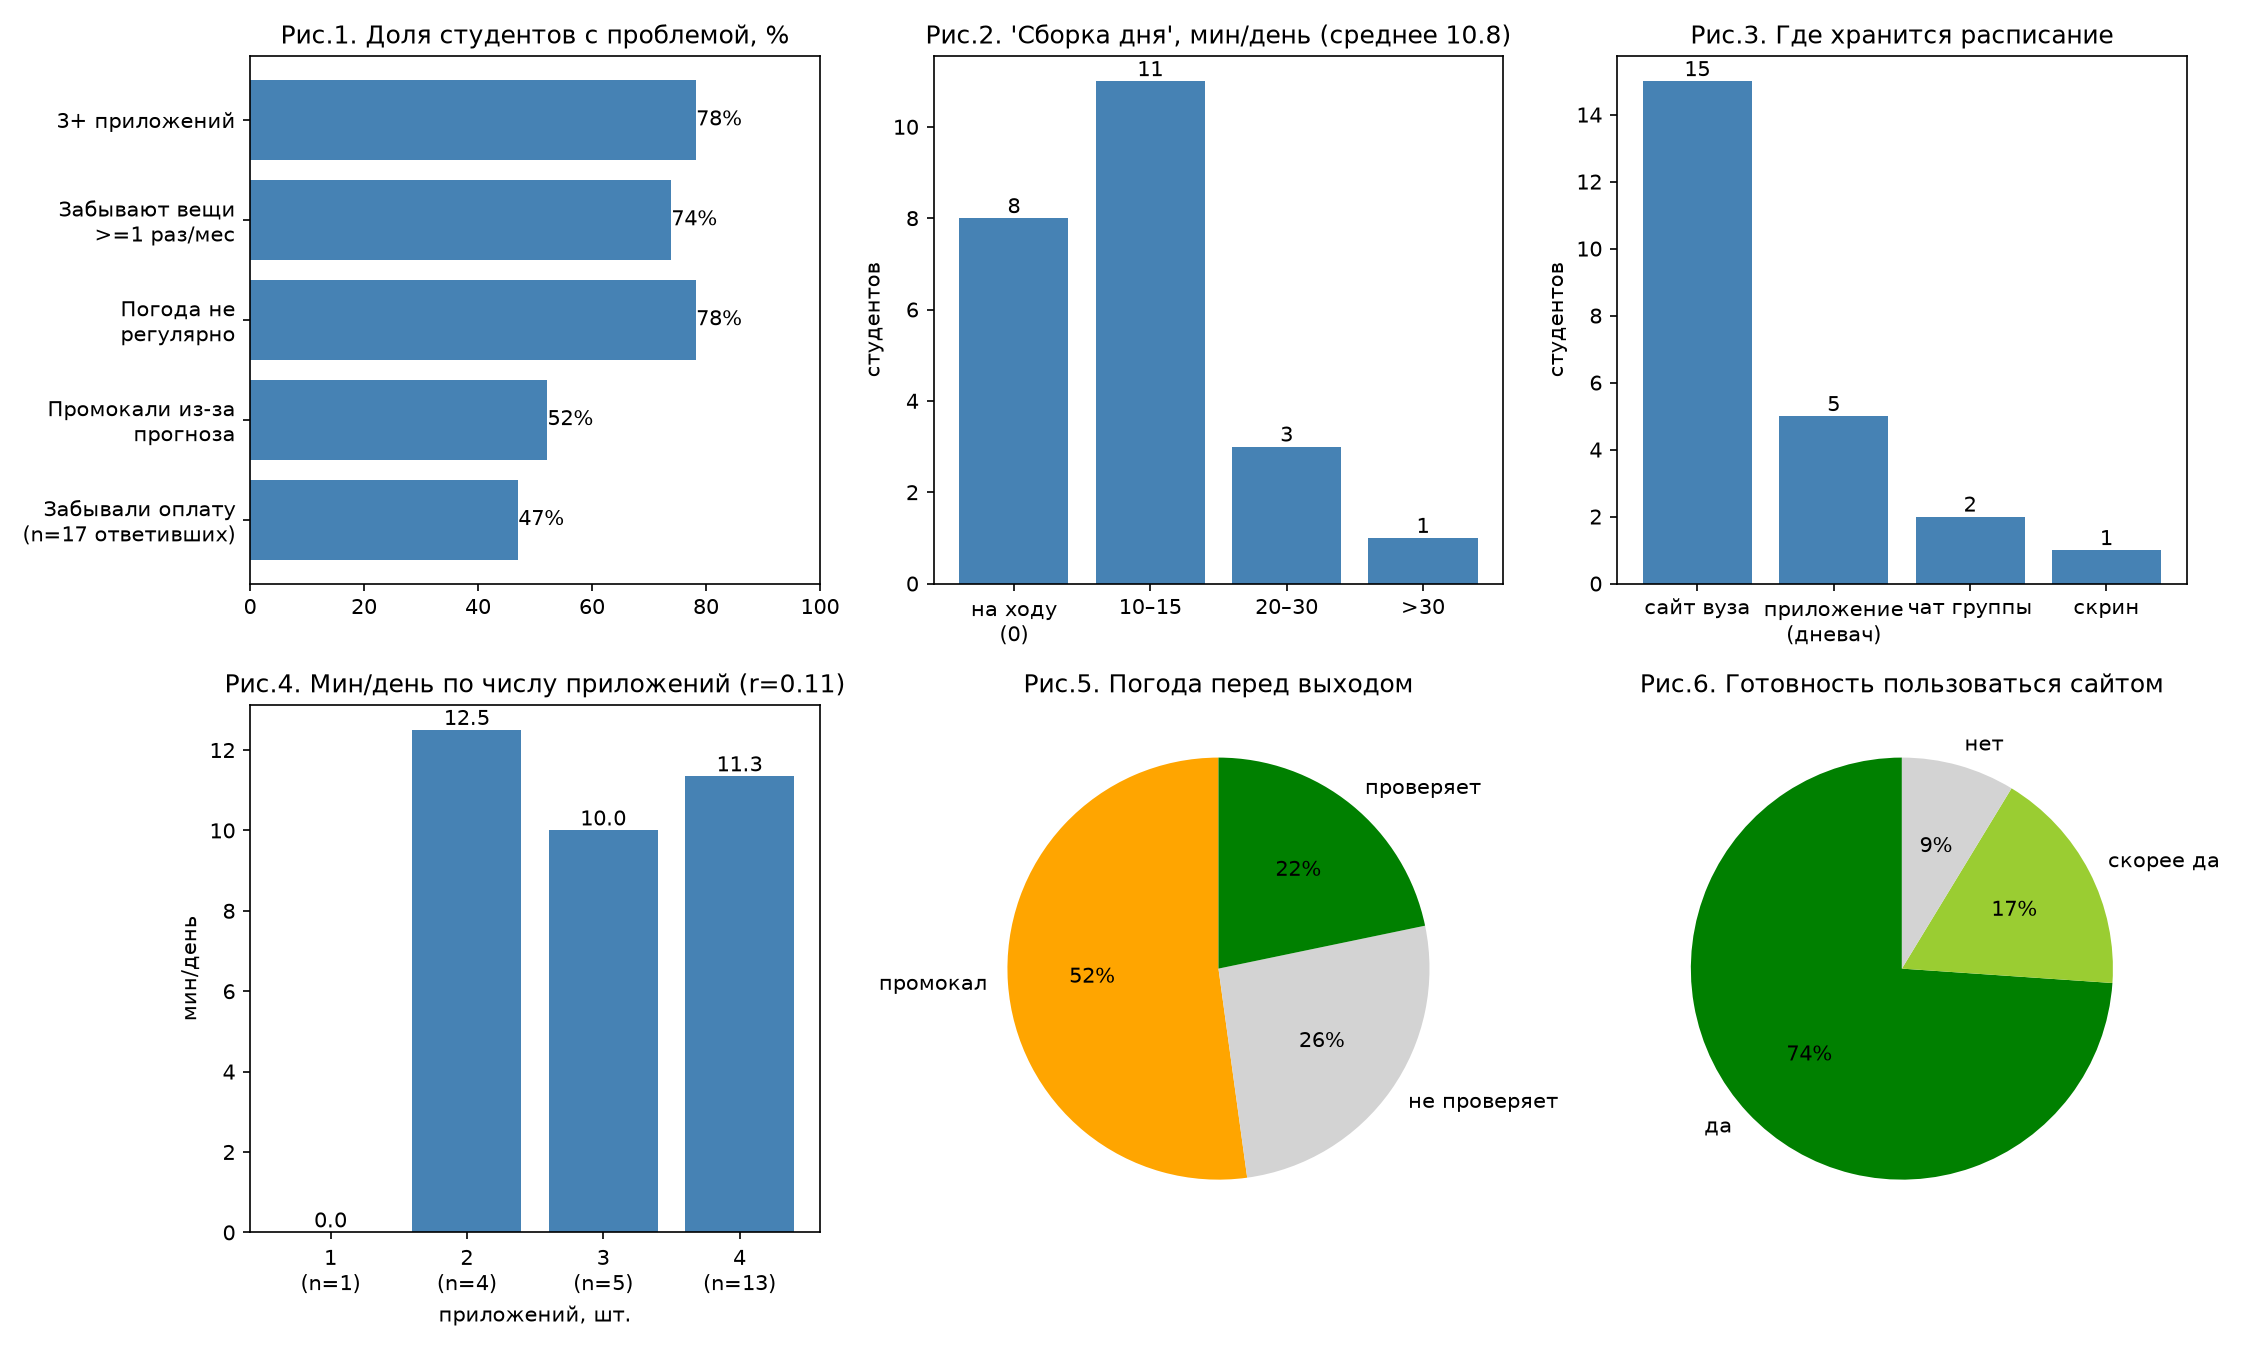 Рис.1. Доля студентов с проблемой, %
3+ приложений
78%
Забывают вещи
>=1 раз/мес
74%
Погода не
регулярно
78%
Промокали из-за
прогноза
52%
Забывали оплату
(n=17 ответивших)
47%
0 20 40 60 80 100
Рис.2. 'Сборка дня', мин/день (среднее 10.8)
студентов
10
8
6
4
2
0
8
11
3
1
на ходу
(0)
10–15
20–30
>30
Рис.3. Где хранится расписание
студентов
14
12
10
8
6
4
2
0
15
5
2
1
сайт вуза
приложение
(дневач)
чат группы
скрин
Рис.4. Мин/день по числу приложений (r=0.11)
мин/день
12
10
8
6
4
2
0
0.0
12.5
10.0
11.3
1
(n=1)
2
(n=4)
3
(n=5)
4
(n=13)
приложений, шт.
Рис.5. Погода перед выходом
проверяет
22%
промокал
52%
26%
не проверяет
Рис.6. Готовность пользоваться сайтом
нет
9%
скорее да
17%
74%
да